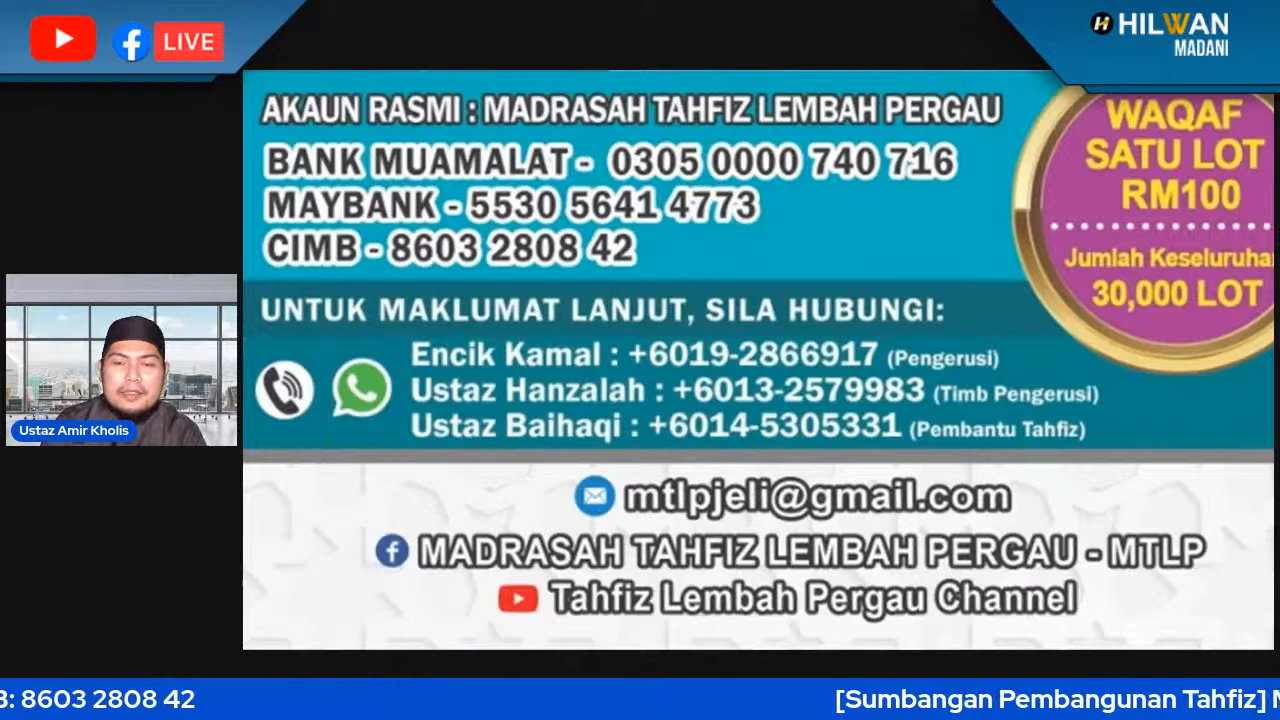 LIVE
HILWAN
MADANI
AKAUN RASMI : MADRASAH TAHFIZ LEMBAH PERGAU
BANK MUAMALAT - 0305 0000 740 716
MAYBANK - 5530 5641 4773
CIMB - 8603 2808 42
WAQAF
SATU LOT
RM100
Jumlah Keseluruha
30,000 LOT
UNTUK MAKLUMAT LANJUT, SILA HUBUNGI:
Encik Kamal : +6019-2866917 (Pengerusi)
Ustaz Hanzalah : +6013-2579983 (Timb Pengerusi)
Ustaz Baihaqi : +6014-5305331 (Pembantu Tahfiz)
Ustaz Amir Kholis
mtlpjeli@gmail.com
MADRASAH TAHFIZ LEMBAH PERGAU - MTLP
Tahfiz Lembah Pergau Channel
B: 8603 2808 42 [Sumbangan Pembangunan Tahfiz] M